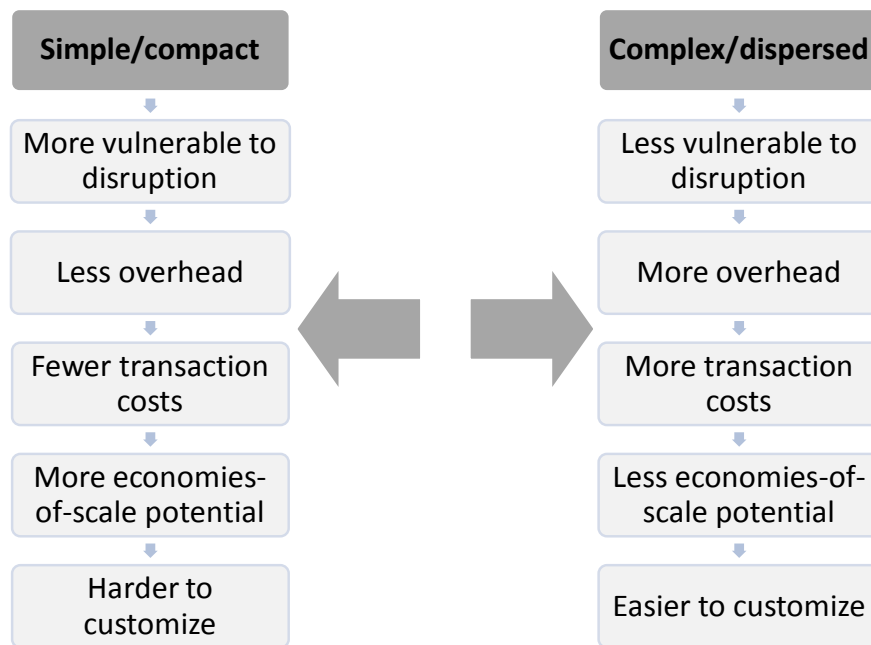 Simple/compact
More vulnerable to
disruption
Less overhead
Fewer transaction
costs
More economies-
of-scale potential
Harder to
customize
Complex/dispersed
Less vulnerable to
disruption
More overhead
More transaction
costs
Less economies-of-
scale potential
Easier to customize